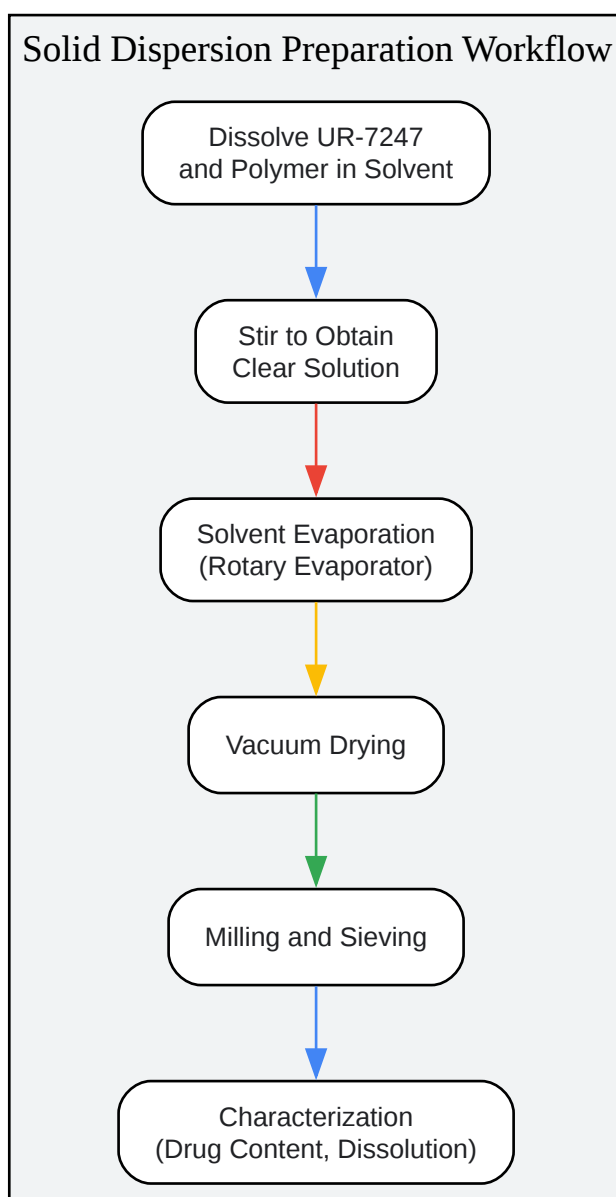 Solid Dispersion Preparation Workflow
Dissolve UR-7247
and Polymer in Solvent
Stir to Obtain
Clear Solution
Solvent Evaporation
(Rotary Evaporator)
Vacuum Drying
Milling and Sieving
Characterization
(Drug Content, Dissolution)